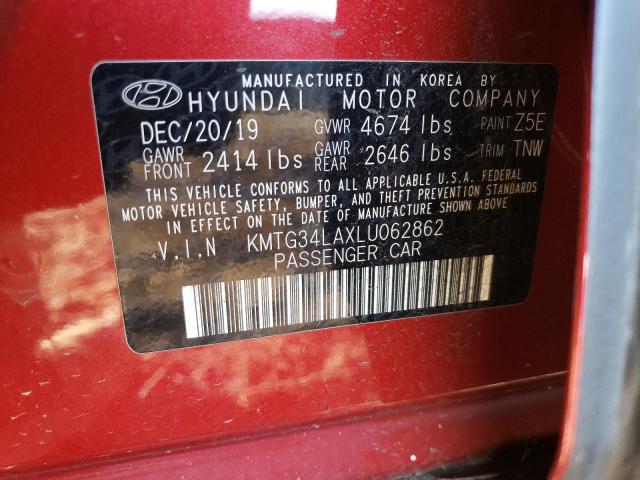 MANUFACTURED IN KOREA BY
HYUNDAI MOTOR COMPANY
DEC/20/19 GVWR 4674 lbs PAINT Z5E
GAWR FRONT 2414 lbs GAWR REAR 2646 lbs TRIM TNW
THIS VEHICLE CONFORMS TO ALL APPLICABLE U.S.A. FEDERAL
MOTOR VEHICLE SAFETY, BUMPER, AND THEFT PREVENTION STANDARDS
IN EFFECT ON THE DATE OF MANUFACTURE SHOWN ABOVE
V.I.N KMTG34LAXLU062862
PASSENGER CAR